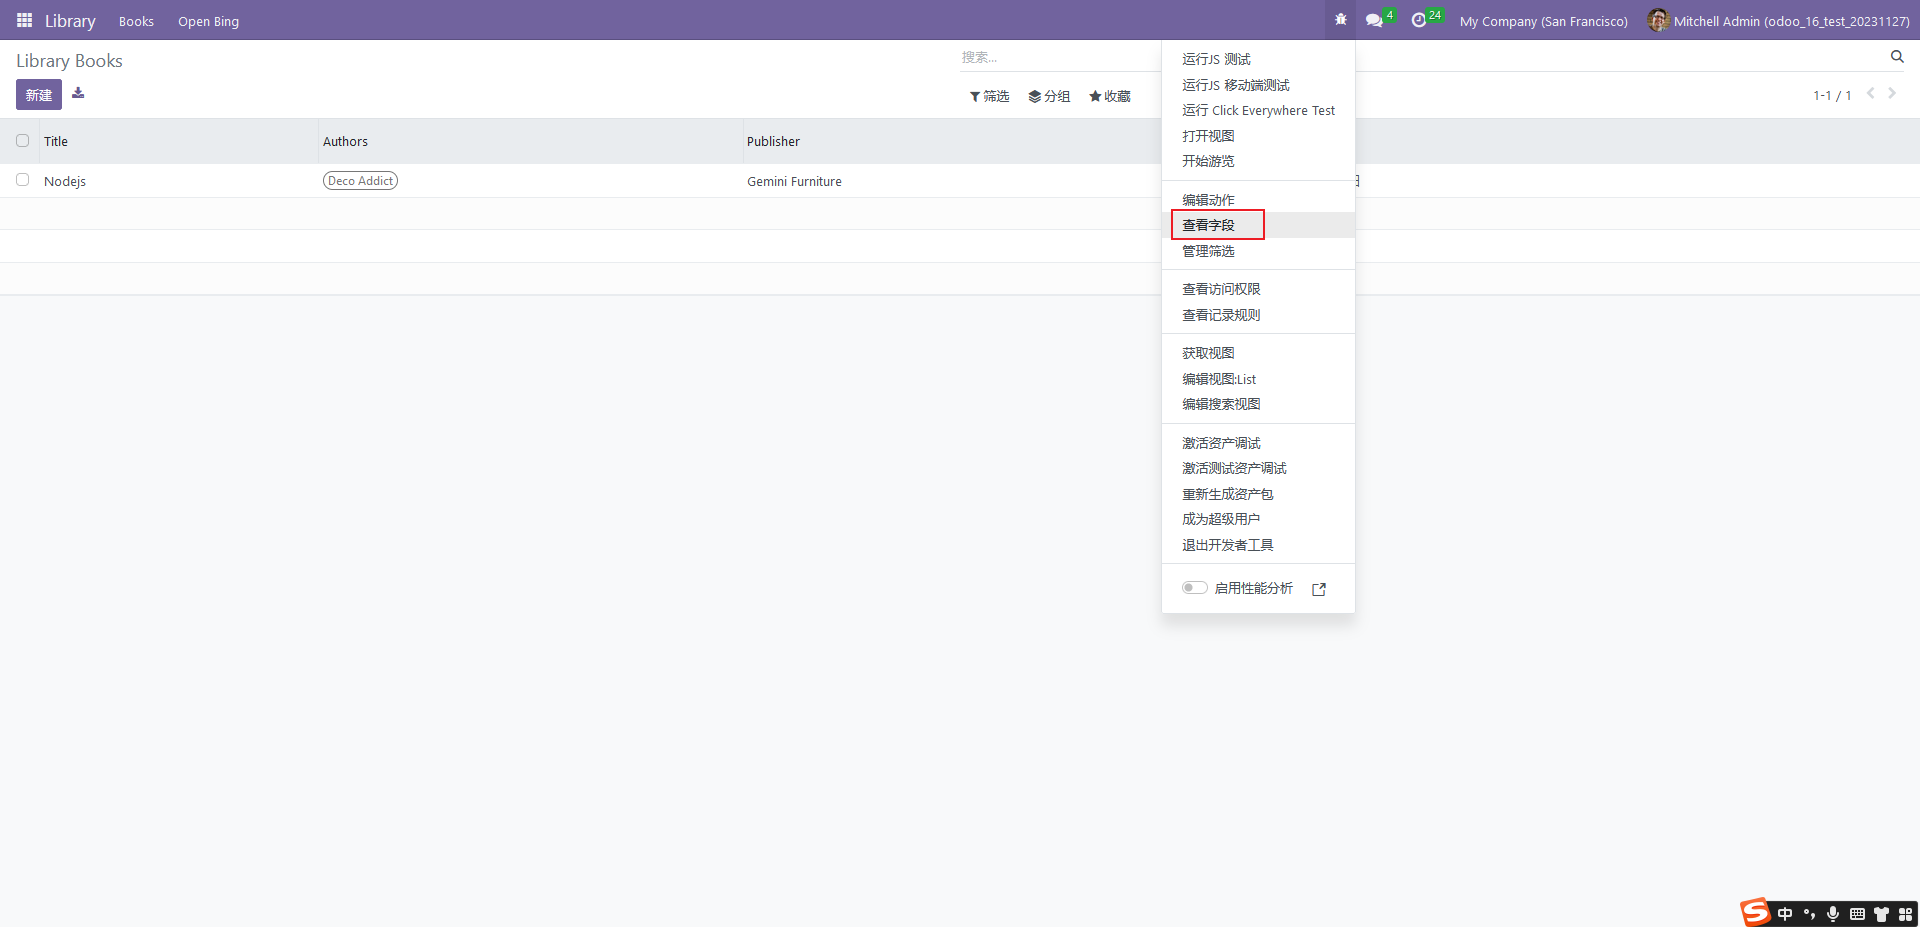 Library Books Open Bing 4 24 My Company (San Francisco) Mitchell Admin (odoo_16_test_20231127)
Library Books
搜索...
新建
筛选 分组 收藏
1-1 / 1
Title Authors Publisher
Nodejs Deco Addict Gemini Furniture
日
运行JS 测试
运行JS 移动端测试
运行 Click Everywhere Test
打开视图
开始游览
编辑动作
查看字段
管理筛选
查看访问权限
查看记录规则
获取视图
编辑视图:List
编辑搜索视图
激活资产调试
激活测试资产调试
重新生成资产包
成为超级用户
退出开发者工具
启用性能分析
S 中